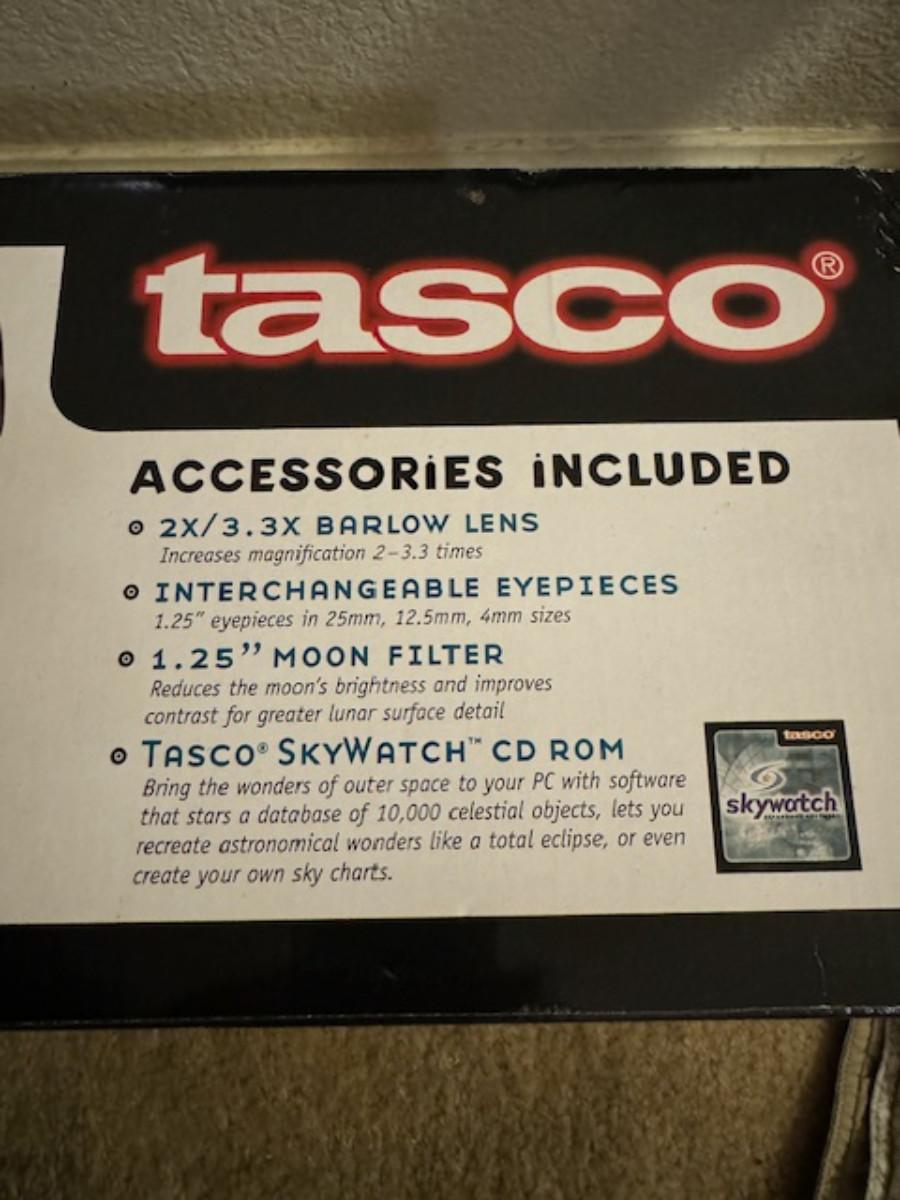 tasco®
ACCESSORiES iNCLUDED
2X/3.3X BARLOW LENS
Increases magnification 2–3.3 times
INTERCHANGEABLE EYEPIECES
1.25" eyepieces in 25mm, 12.5mm, 4mm sizes
1.25” MOON FILTER
Reduces the moon's brightness and improves
contrast for greater lunar surface detail
TASCO® SKYWATCH™ CD ROM
Bring the wonders of outer space to your PC with software
that stars a database of 10,000 celestial objects, lets you
recreate astronomical wonders like a total eclipse, or even
create your own sky charts.
tasco®
skywatch